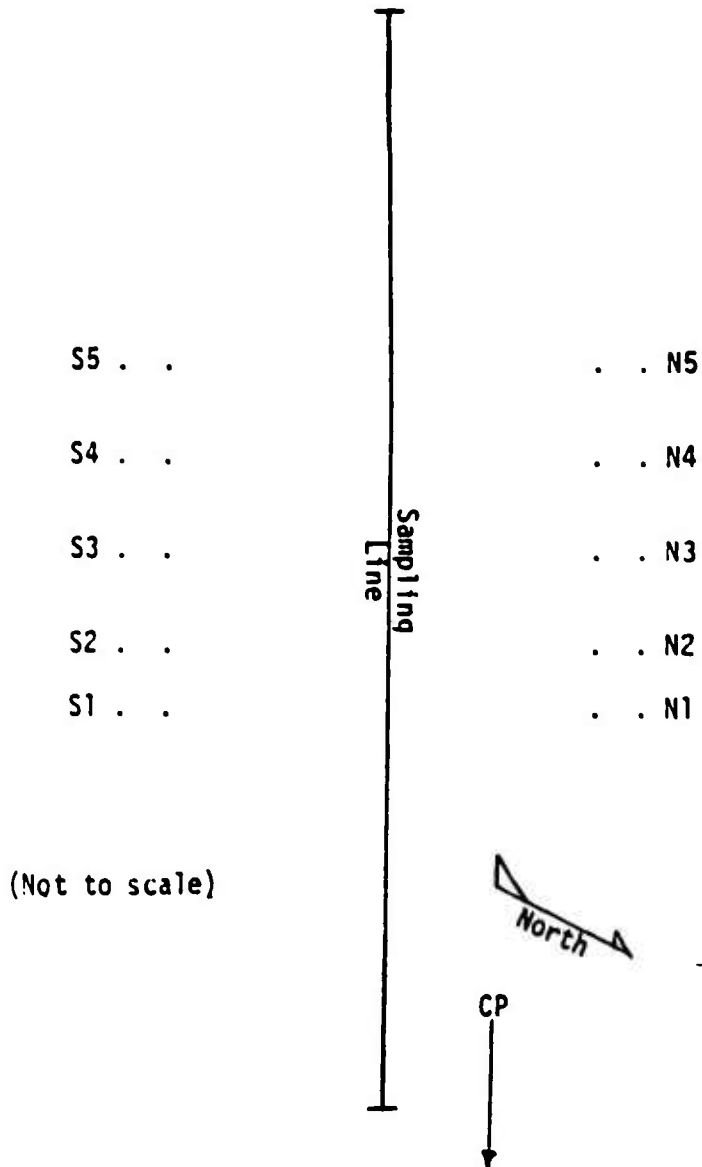 S5 . . . . N5
S4 . . . . N4
S3 . . . . N3
Sampling
Line
S2 . . . . N2
S1 . . . . N1
(Not to scale)
North
CP